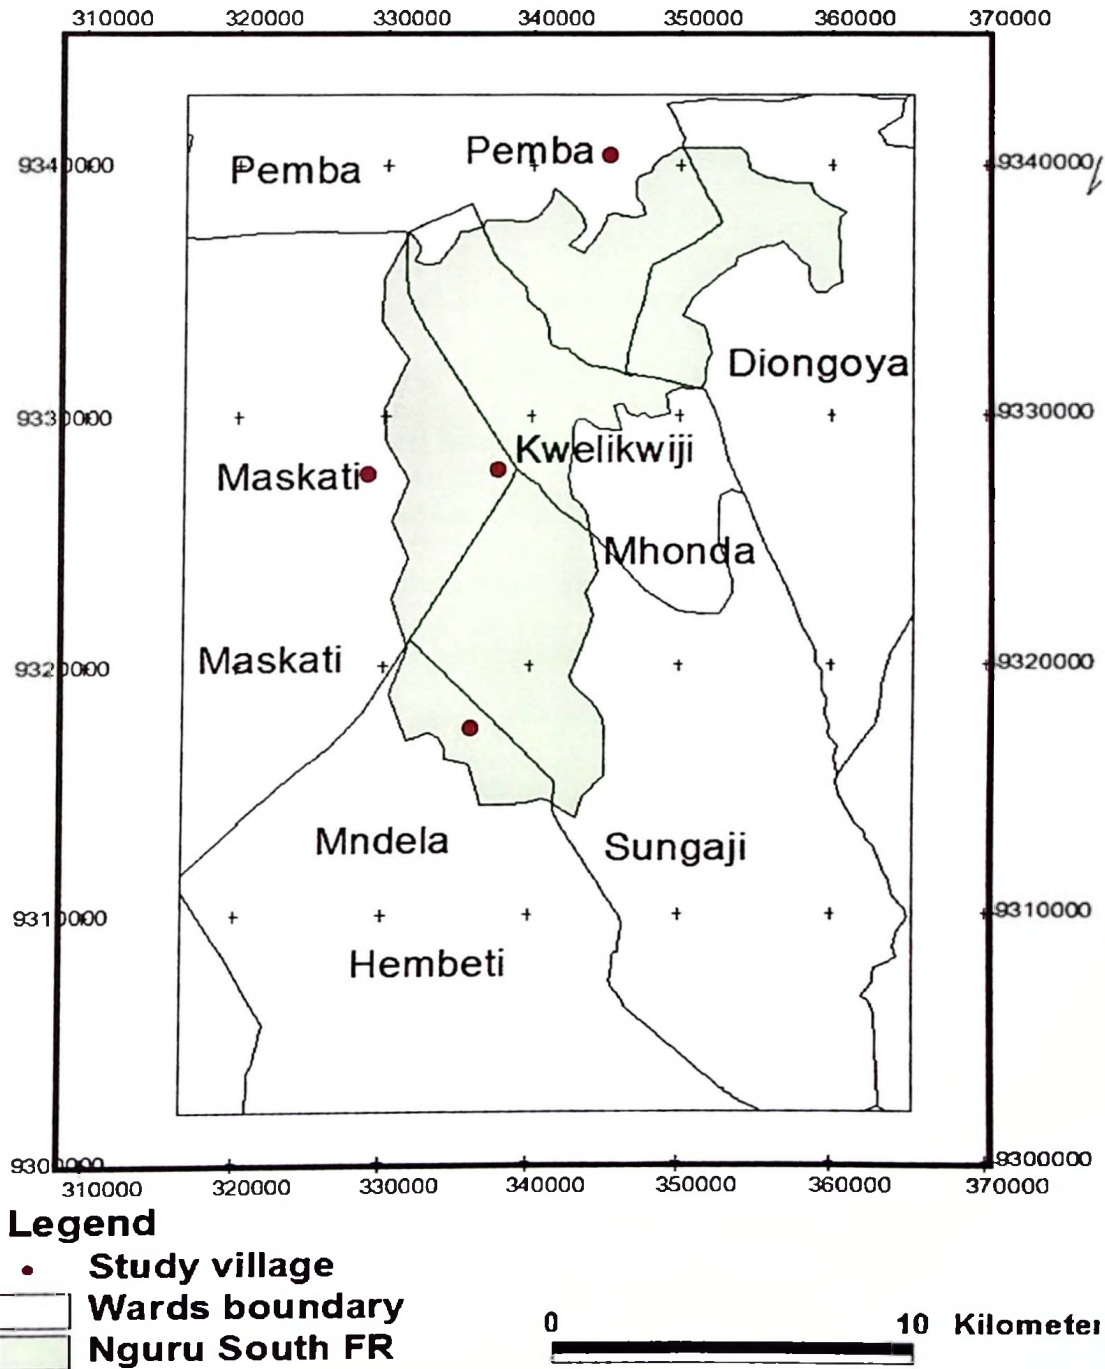 310000 320000 330000 340000 350000 360000 370000
Pemba
9340000 Pemba 9340000
Diongoya
9330000 9330000
Kwelikwiji
Maskati
Mhonda
9320000 Maskati 9320000
Mndela Sungaji
9310000 9310000
Hembeti
9300000 9300000
310000 320000 330000 340000 350000 360000 370000
Legend
Study village
Wards boundary
0 10 Kilometer
Nguru South FR